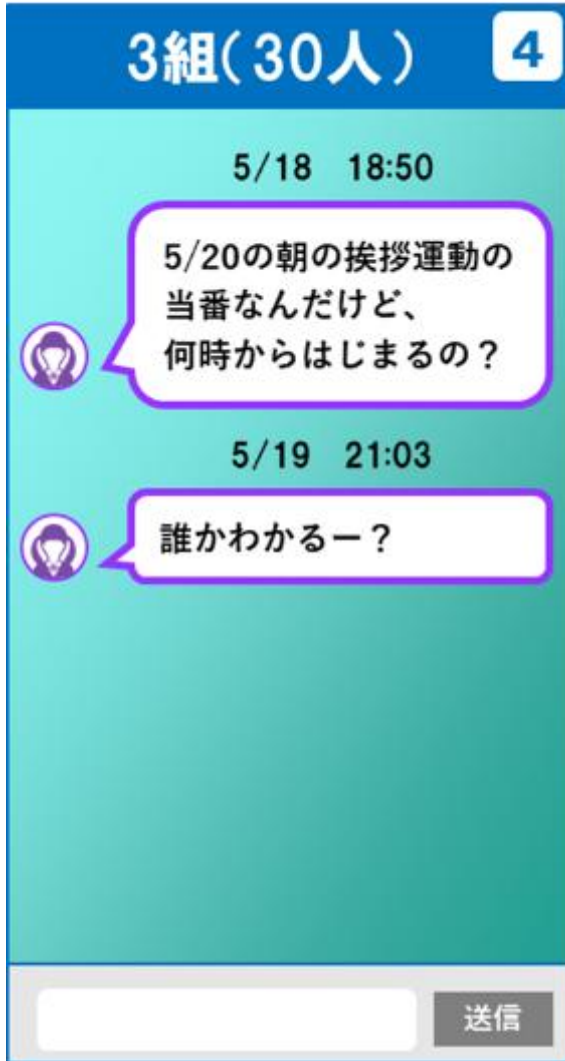 3組(30人)
4
5/18 18:50
5/20の朝の挨拶運動の
当番なんだけど、
何時からはじまるの？
5/19 21:03
誰かわかるー？
送信